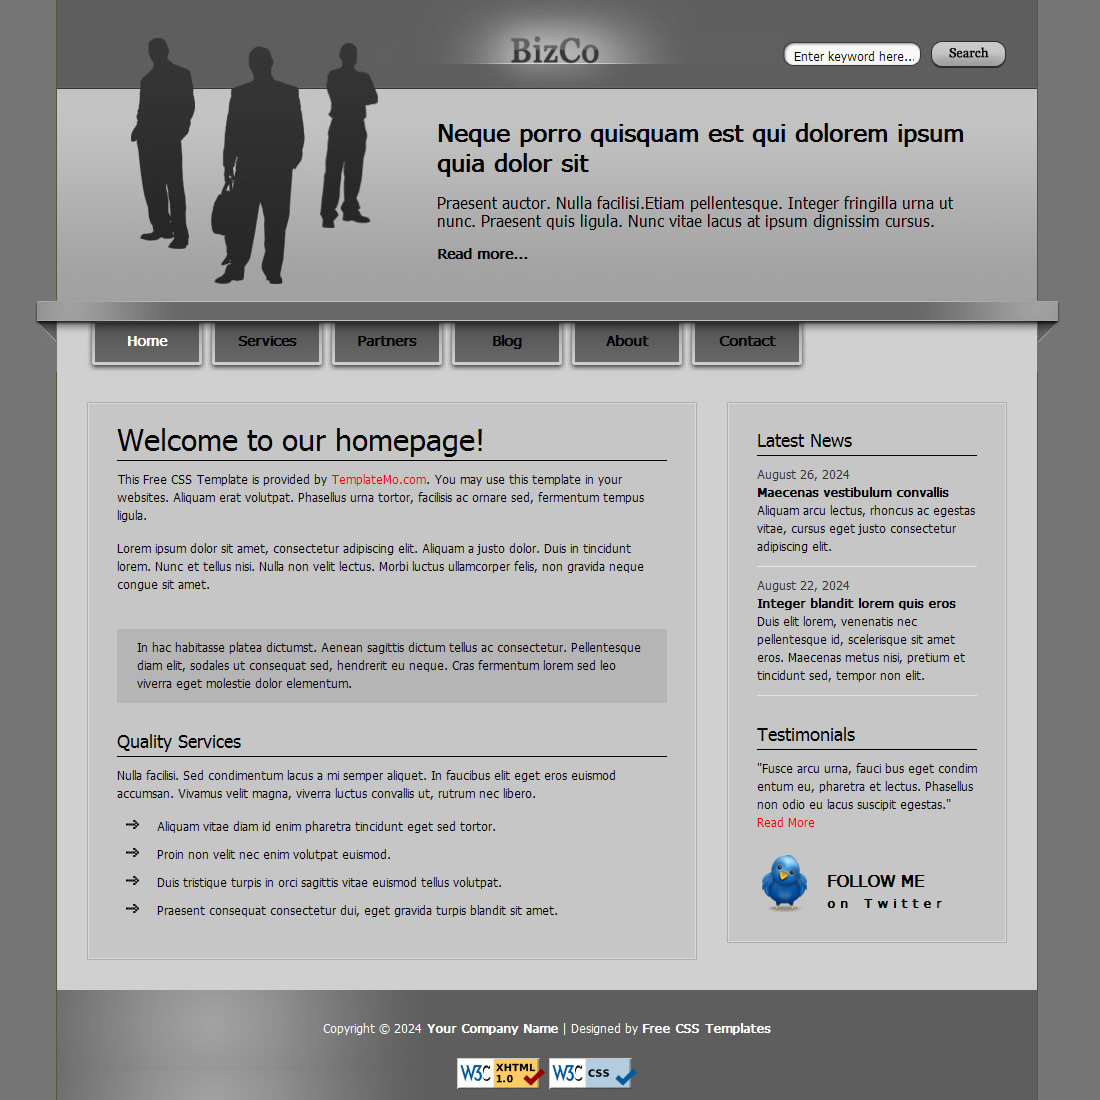 BizCo
Enter keyword here...
Search
Neque porro quisquam est qui dolorem ipsum
quia dolor sit
Praesent auctor. Nulla facilisi.Etiam pellentesque. Integer fringilla urna ut
nunc. Praesent quis ligula. Nunc vitae lacus at ipsum dignissim cursus.
Read more...
Home
Services
Partners
Blog
About
Contact
Welcome to our homepage!
This Free CSS Template is provided by TemplateMo.com. You may use this template in your
websites. Aliquam erat volutpat. Phasellus urna tortor, facilisis ac ornare sed, fermentum tempus
ligula.
Lorem ipsum dolor sit amet, consectetur adipiscing elit. Aliquam a justo dolor. Duis in tincidunt
lorem. Nunc et tellus nisi. Nulla non velit lectus. Morbi luctus ullamcorper felis, non gravida neque
congue sit amet.
In hac habitasse platea dictumst. Aenean sagittis dictum tellus ac consectetur. Pellentesque
diam elit, sodales ut consequat sed, hendrerit eu neque. Cras fermentum lorem sed leo
viverra eget molestie dolor elementum.
Quality Services
Nulla facilisi. Sed condimentum lacus a mi semper aliquet. In faucibus elit eget eros euismod
accumsan. Vivamus velit magna, viverra luctus convallis ut, rutrum nec libero.
Aliquam vitae diam id enim pharetra tincidunt eget sed tortor.
Proin non velit nec enim volutpat euismod.
Duis tristique turpis in orci sagittis vitae euismod tellus volutpat.
Praesent consequat consectetur dui, eget gravida turpis blandit sit amet.
Latest News
August 26, 2024
Maecenas vestibulum convallis
Aliquam arcu lectus, rhoncus ac egestas
vitae, cursus eget justo consectetur
adipiscing elit.
August 22, 2024
Integer blandit lorem quis eros
Duis elit lorem, venenatis nec
pellentesque id, scelerisque sit amet
eros. Maecenas metus nisi, pretium et
tincidunt sed, tempor non elit.
Testimonials
"Fusce arcu urna, fauci bus eget condim
entum eu, pharetra et lectus. Phasellus
non odio eu lacus suscipit egestas."
Read More
FOLLOW ME
on Twitter
Copyright © 2024 Your Company Name | Designed by Free CSS Templates
W3C XHTML 1.0
W3C css